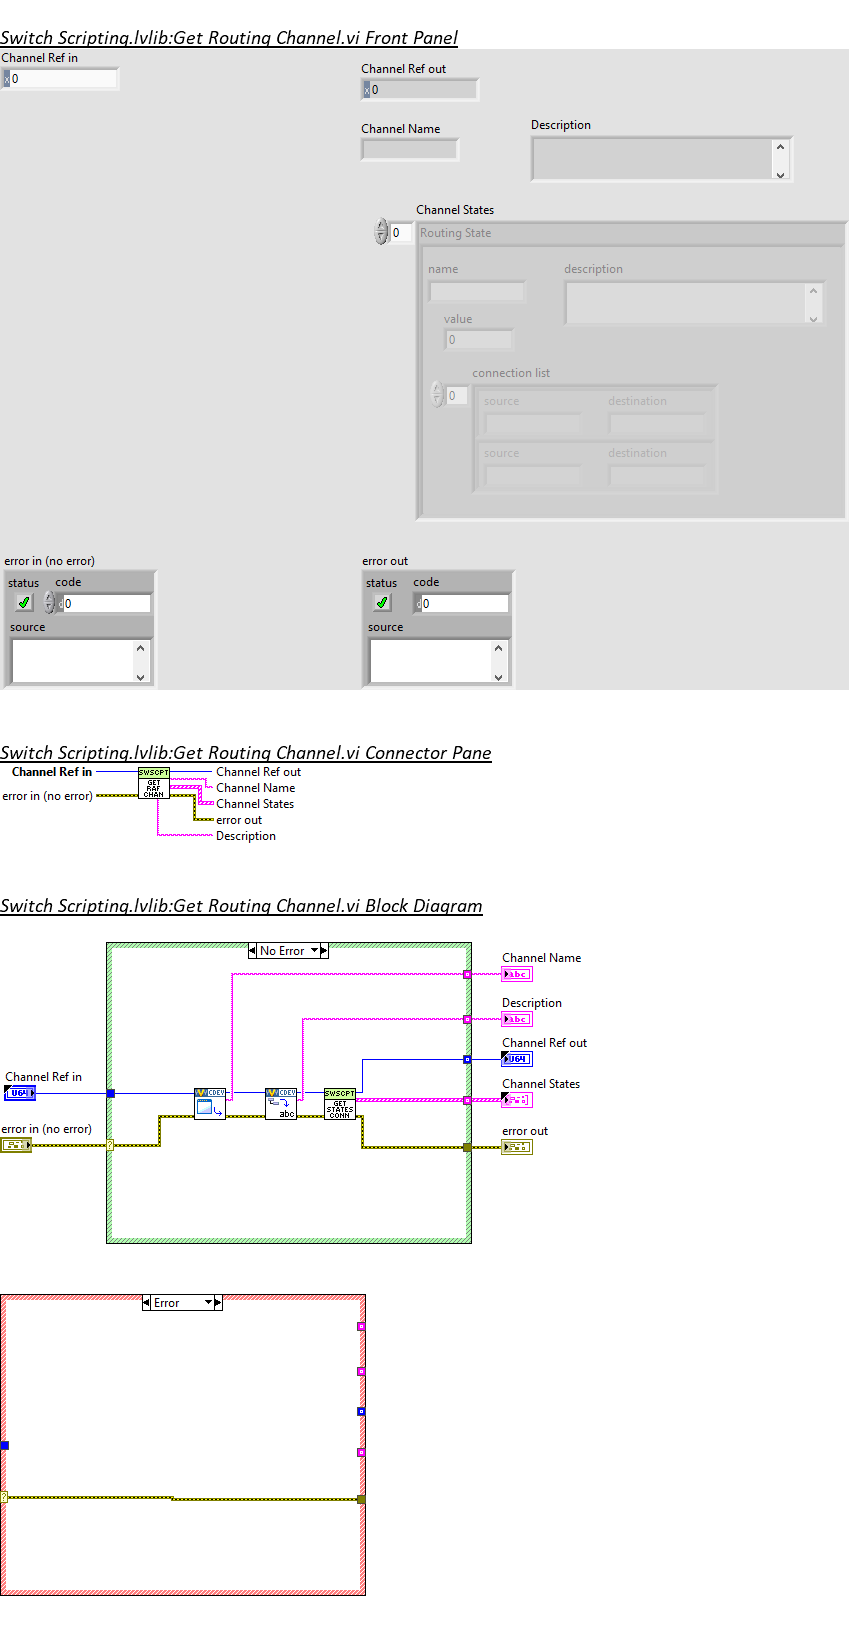 Switch Scripting.lvlib:Get Routing Channel.vi Front Panel
Channel Ref in
x 0
Channel Ref out
x 0
Channel Name
Description
Channel States
0
Routing State
name
description
value
0
connection list
0
source destination
source destination
error in (no error)
status code
d 0
source
error out
status code
d 0
source
Switch Scripting.lvlib:Get Routing Channel.vi Connector Pane
Channel Ref in
error in (no error)
SWSCPT
GET
RAF
CHAN
Channel Ref out
Channel Name
Channel States
error out
Description
Switch Scripting.lvlib:Get Routing Channel.vi Block Diagram
No Error
Channel Name
abc
Description
abc
Channel Ref out
U64
Channel States
error out
Channel Ref in
U64
error in (no error)
?
CDEV
CDEV
abc
SWSCPT
GET
STATES
CONN
Error
?